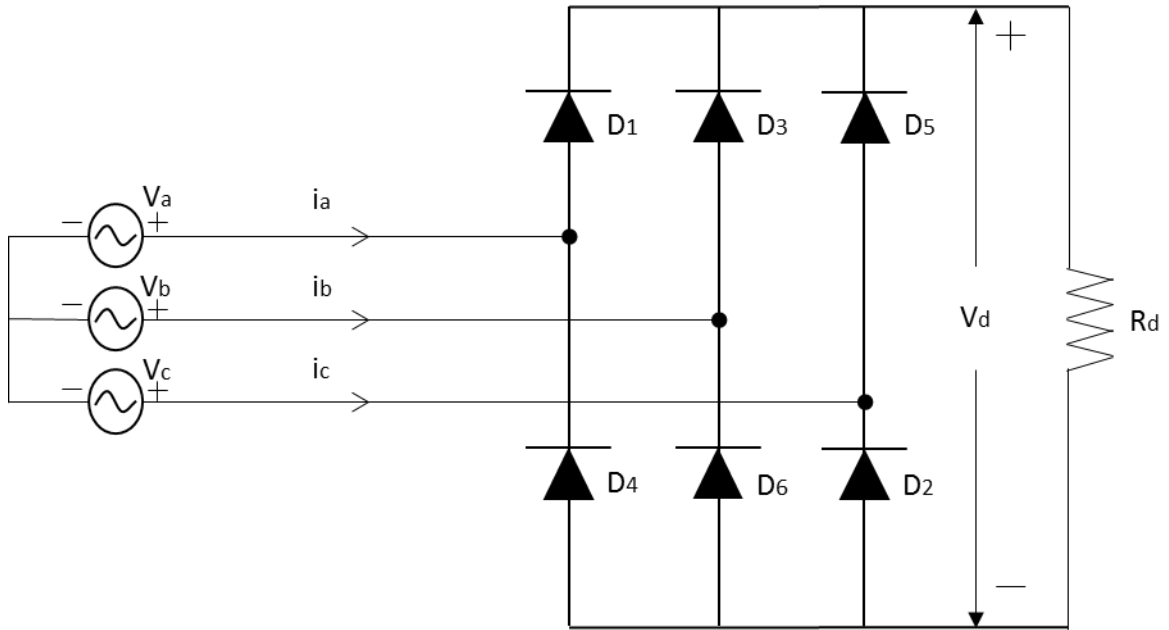 D1 D3 D5
+
Va
− +
ia
Vb
− +
ib
Vc
− +
ic
Vd
Rd
D4 D6 D2
−